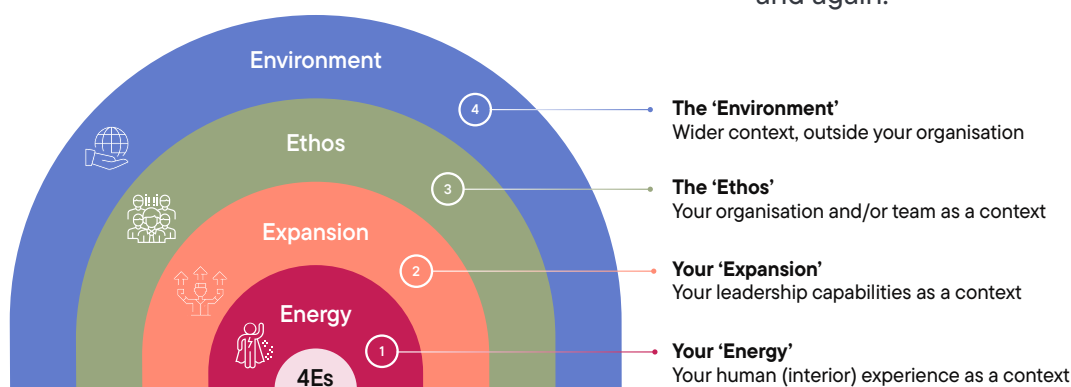 and again.
Environment
4
The ‘Environment’
Wider context, outside your organisation
Ethos
3
The ‘Ethos’
Your organisation and/or team as a context
Expansion
2
Your ‘Expansion’
Your leadership capabilities as a context
Energy
1
Your ‘Energy’
Your human (interior) experience as a context
4Es